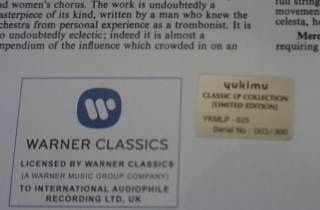 nd women's chorus. The work is undoubtedly a
asterpiece of its kind, written by a man who knew the
chestra from personal experience as a trombonist. It is
o undoubtedly eclectic; indeed it is almost a
mpendium of the influence which crowded in on an
full string
movemen
celesta, h
Merc
requiring
WARNER CLASSICS
LICENSED BY WARNER CLASSICS
(A WARNER MUSIC GROUP COMPANY)
TO INTERNATIONAL AUDIOPHILE
RECORDING LTD, UK
yukimu
CLASSIC LP COLLECTION
[LIMITED EDITION]
YKMLP - 025
Serial No : 003/300